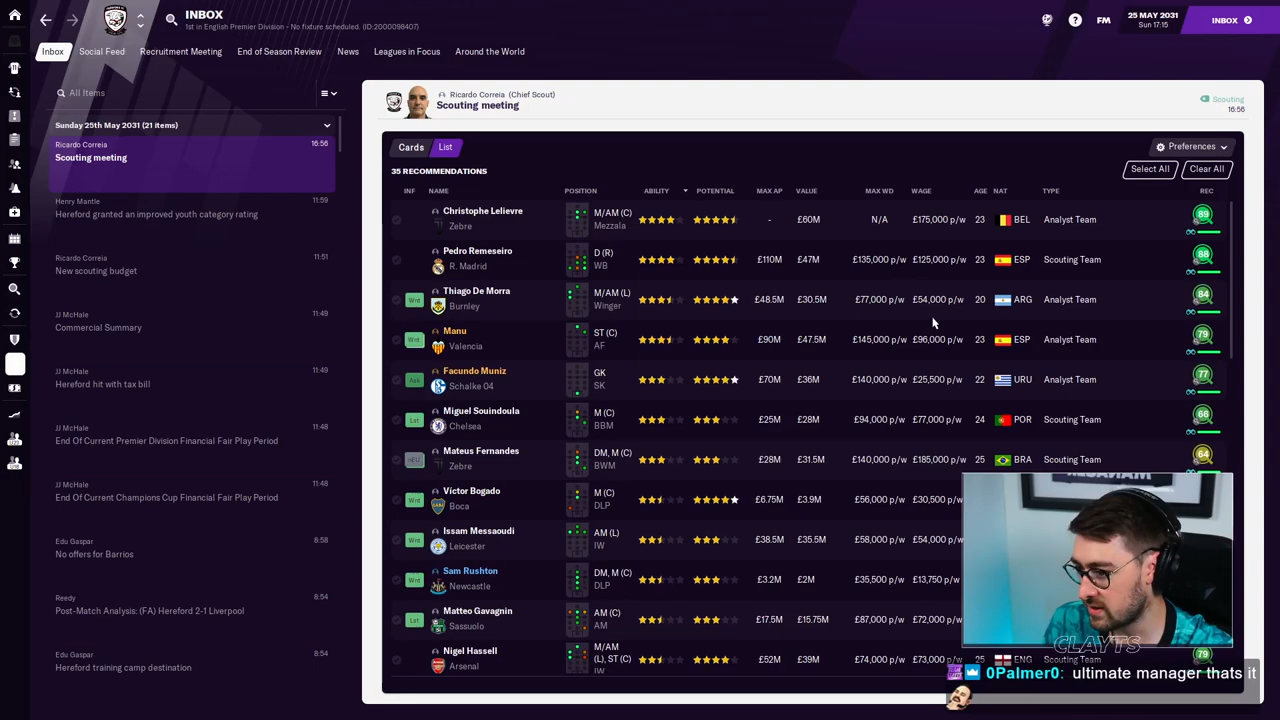 INBOX
1st in English Premier Division - No fixture scheduled. (ID:2000098407)
FM
25 MAY 2031
Sun 17:15
INBOX
Inbox
Social Feed
Recruitment Meeting
End of Season Review
News
Leagues in Focus
Around the World
All Items
Sunday 25th May 2031 (21 items)
Ricardo Correia
16:56
Scouting meeting
Henry Mantle
11:59
Hereford granted an improved youth category rating
Ricardo Correia
11:51
New scouting budget
JJ McHale
11:49
Commercial Summary
JJ McHale
11:49
Hereford hit with tax bill
JJ McHale
11:48
End Of Current Premier Division Financial Fair Play Period
JJ McHale
11:48
End Of Current Champions Cup Financial Fair Play Period
Edu Gaspar
8:58
No offers for Barrios
Reedy
8:54
Post-Match Analysis: (FA) Hereford 2-1 Liverpool
Edu Gaspar
8:54
Hereford training camp destination
Ricardo Correia (Chief Scout)
Scouting meeting
Scouting
16:56
Cards
List
Preferences
35 RECOMMENDATIONS
Select All
Clear All
INF NAME POSITION ABILITY POTENTIAL MAX AP VALUE MAX WD WAGE AGE NAT TYPE REC
Christophe Lelievre M/AM (C) - £60M N/A £175,000 p/w 23 BEL Analyst Team 89
Zebre Mezzala
Pedro Remeseiro D (R) £110M £47M £135,000 p/w £125,000 p/w 23 ESP Scouting Team 88
R. Madrid WB
Wnt Thiago De Morra M/AM (L) £48.5M £30.5M £77,000 p/w £54,000 p/w 20 ARG Analyst Team 84
Burnley Winger
Wnt Manu ST (C) £90M £47.5M £145,000 p/w £96,000 p/w 23 ESP Analyst Team 79
Valencia AF
Ask Facundo Muniz GK £70M £36M £140,000 p/w £25,500 p/w 22 URU Analyst Team 77
Schalke 04 SK
Lst Miguel Souindoula M (C) £25M £28M £94,000 p/w £77,000 p/w 24 POR Scouting Team 66
Chelsea BBM
nEU Mateus Fernandes DM, M (C) £28M £31.5M £140,000 p/w £185,000 p/w 25 BRA Scouting Team 64
Zebre BWM
Wnt Víctor Bogado M (C) £6.75M £3.9M £56,000 p/w £30,500 p/w
Boca DLP
Wnt Issam Messaoudi AM (L) £38.5M £35.5M £58,000 p/w £54,000 p/w
Leicester IW
Wnt Sam Rushton DM, M (C) £3.2M £2M £35,500 p/w £13,750 p/w
Newcastle DLP
Lst Matteo Gavagnin AM (C) £17.5M £15.75M £87,000 p/w £72,000 p/w
Sassuolo AM
Nigel Hassell M/AM (L), ST (C) £52M £39M £74,000 p/w £73,000 p/w 25 ENG Scouting Team 79
Arsenal IW
CLAYTS
0Palmer0: ultimate manager thats it